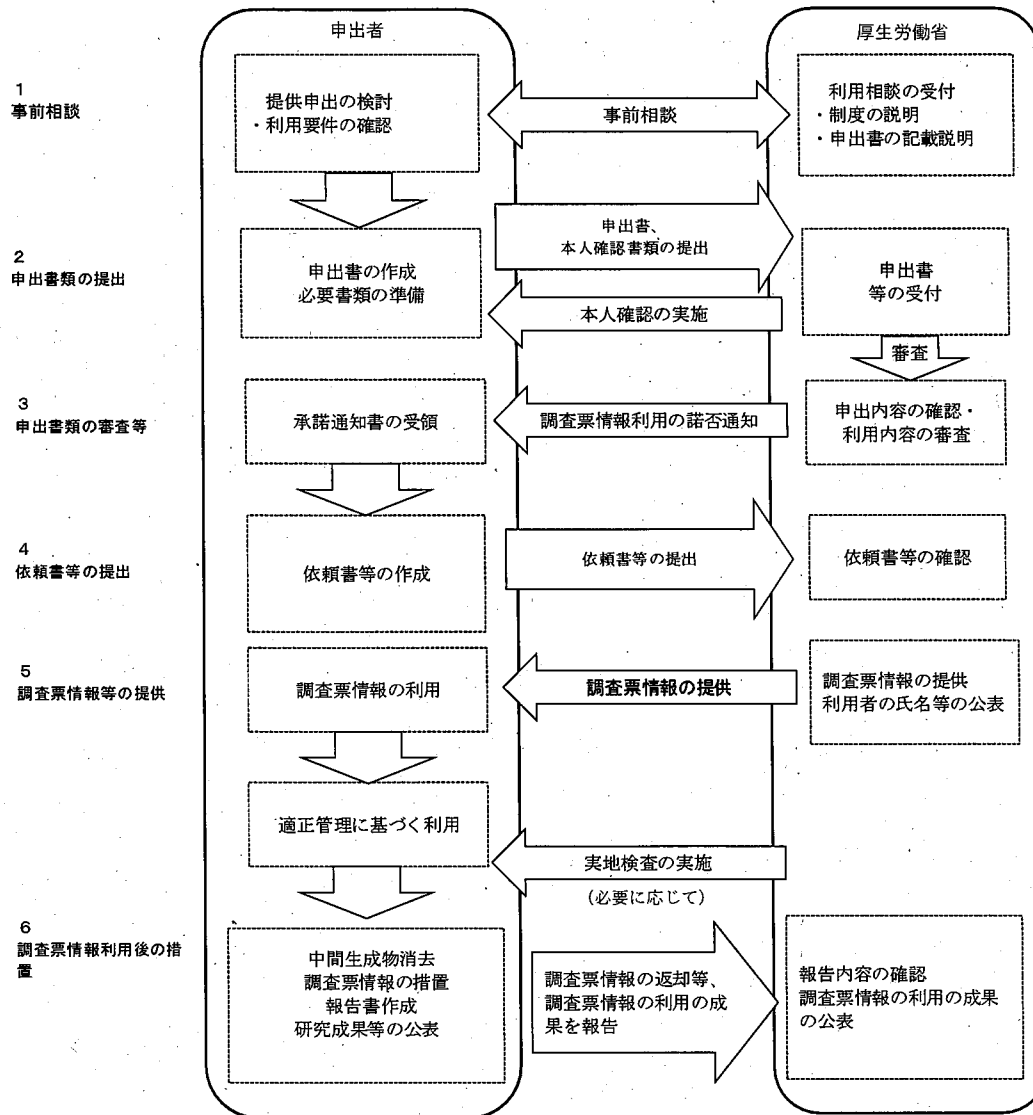 申出者
厚生労働省
1
事前相談
提供申出の検討
・利用要件の確認
事前相談
利用相談の受付
・制度の説明
・申出書の記載説明
2
申出書類の提出
申出書の作成
必要書類の準備
申出書、
本人確認書類の提出
本人確認の実施
申出書
等の受付
審査
3
申出書類の審査等
承諾通知書の受領
調査票情報利用の諾否通知
申出内容の確認・
利用内容の審査
4
依頼書等の提出
依頼書等の作成
依頼書等の提出
依頼書等の確認
5
調査票情報等の提供
調査票情報の利用
調査票情報の提供
調査票情報の提供
利用者の氏名等の公表
適正管理に基づく利用
実地検査の実施
(必要に応じて)
6
調査票情報利用後の措
置
中間生成物消去
調査票情報の措置
報告書作成
研究成果等の公表
調査票情報の返却等、
調査票情報の利用の成
果を報告
報告内容の確認
調査票情報の利用の成果
の公表